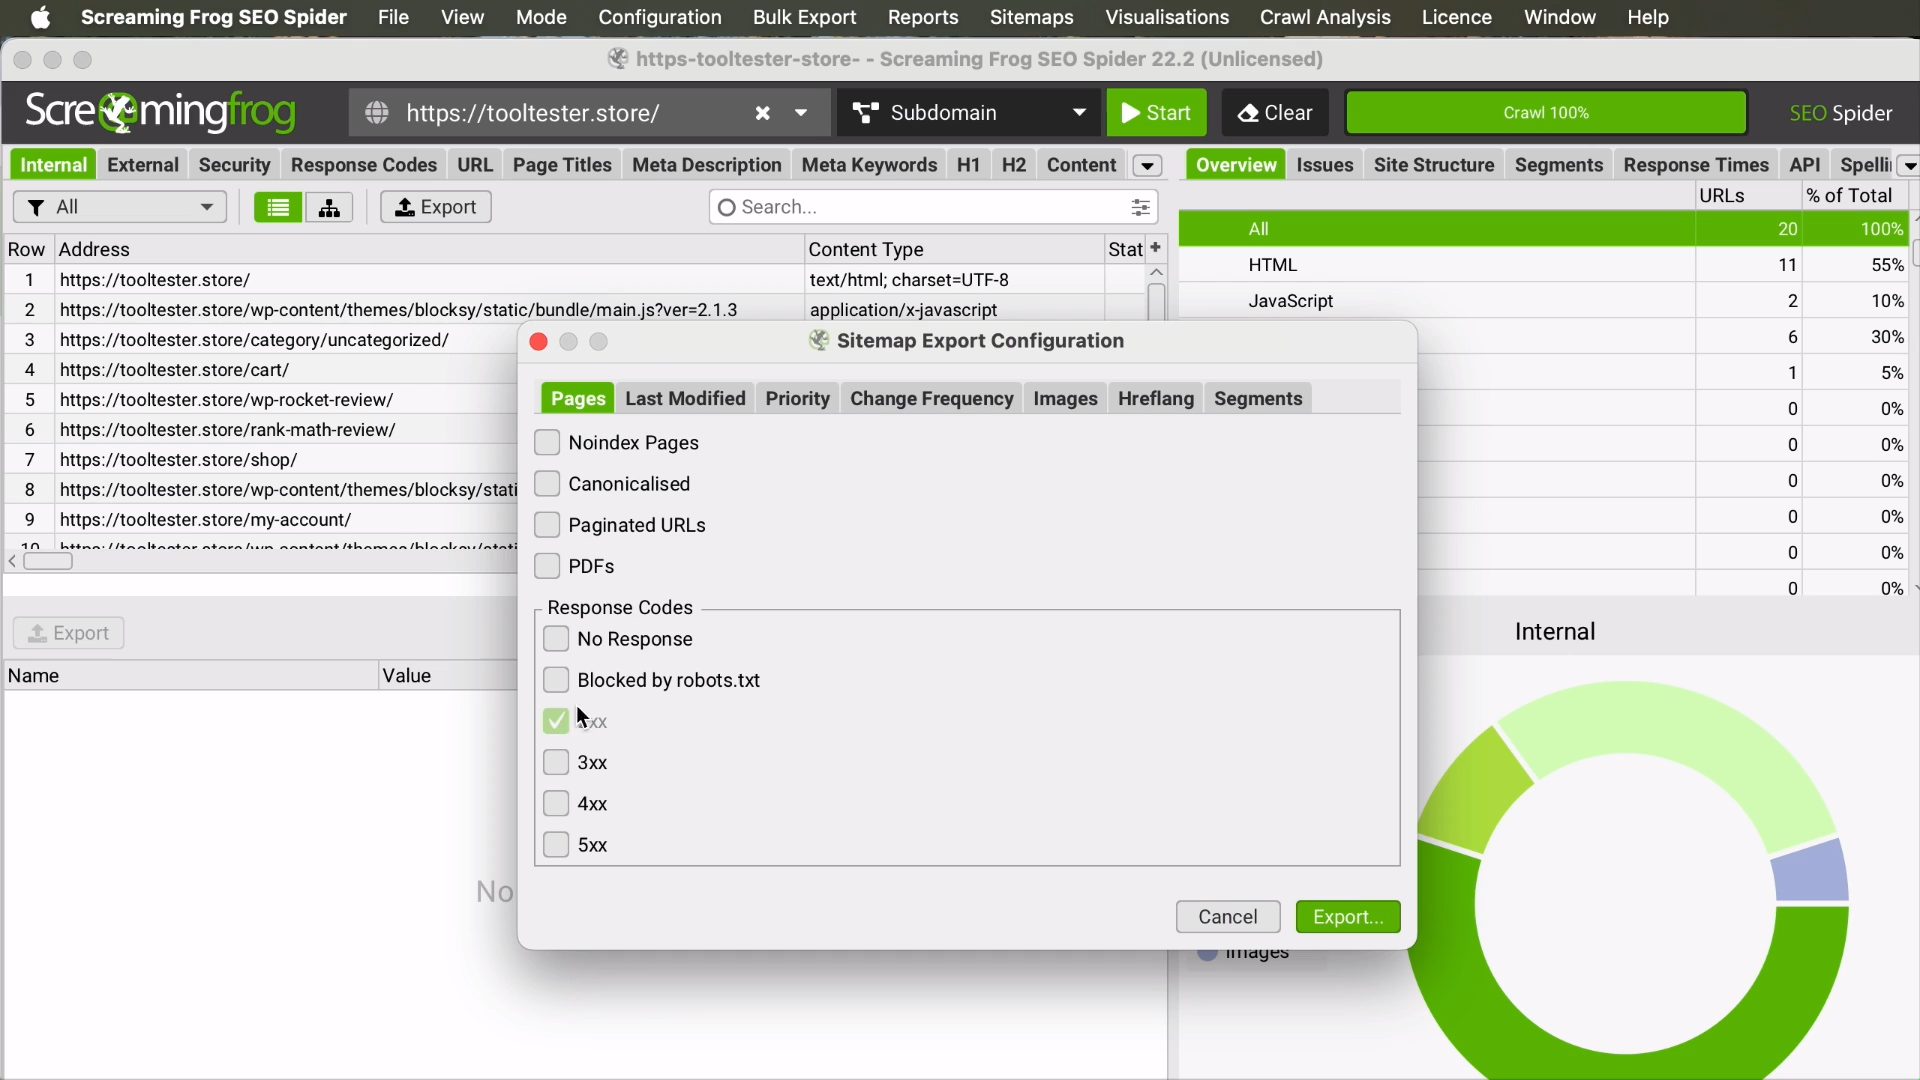 Screaming Frog SEO Spider File View Mode Configuration Bulk Export Reports Sitemaps Visualisations Crawl Analysis Licence Window Help
https-tooltester-store- - Screaming Frog SEO Spider 22.2 (Unlicensed)
Screamingfrog https://tooltester.store/ Subdomain Start Clear Crawl 100% SEO Spider
Internal External Security Response Codes URL Page Titles Meta Description Meta Keywords H1 H2 Content Overview Issues Site Structure Segments Response Times API
All Export Search... URLs % of Total
Row Address Content Type Stat +
All 20 100%
1 https://tooltester.store/ text/html; charset=UTF-8
HTML 11 55%
2 https://tooltester.store/wp-content/themes/blocksy/static/bundle/main.js?ver=2.1.3 application/x-javascript
JavaScript 2 10%
3 https://tooltester.store/category/uncategorized/
6 30%
4 https://tooltester.store/cart/
1 5%
5 https://tooltester.store/wp-rocket-review/
0 0%
6 https://tooltester.store/rank-math-review/
0 0%
7 https://tooltester.store/shop/
0 0%
8 https://tooltester.store/wp-content/themes/blocksy/stati
0 0%
9 https://tooltester.store/my-account/
0 0%
0 0%
Sitemap Export Configuration
Pages Last Modified Priority Change Frequency Images Hreflang Segments
Noindex Pages
Canonicalised
Paginated URLs
PDFs
Response Codes
No Response
Blocked by robots.txt
3xx
4xx
5xx
Cancel Export...
Export
Name Value
No
Internal
Images